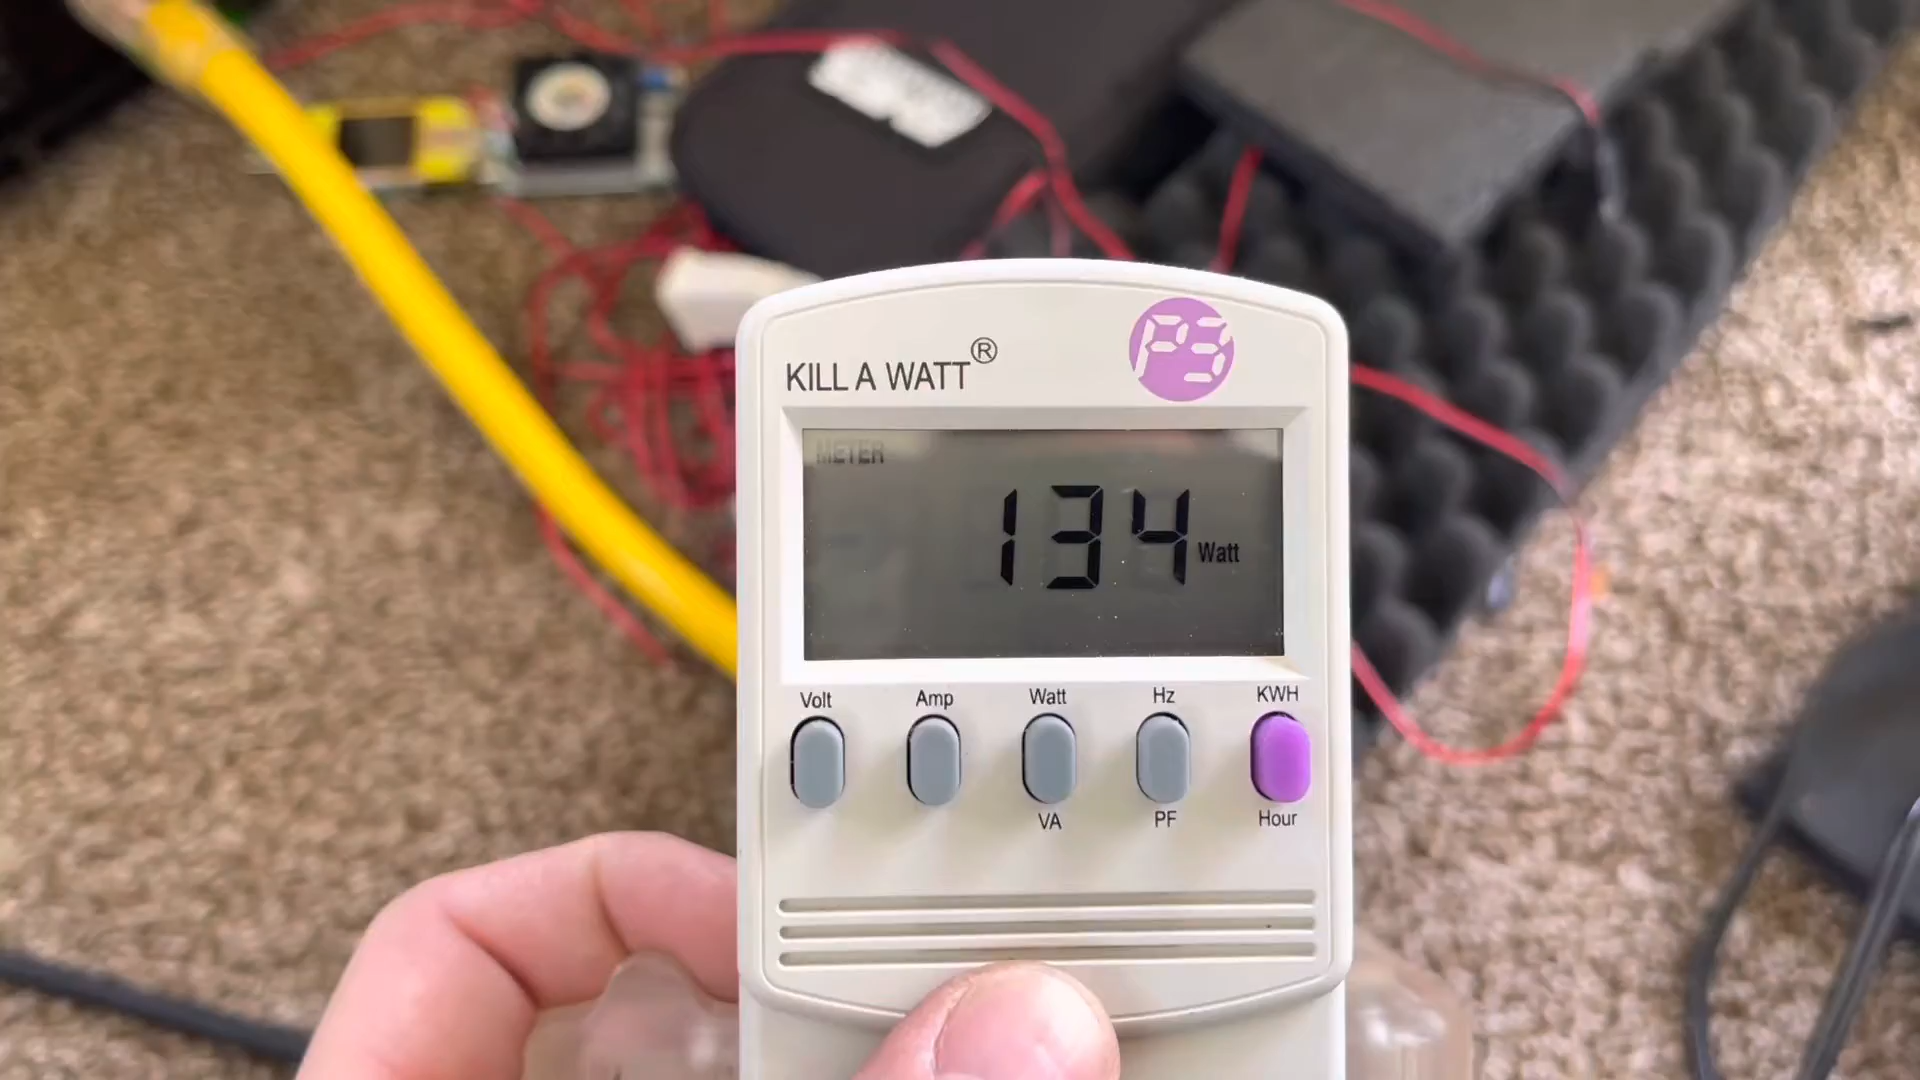 KILL A WATT®
P3
METER
134 Watt
Volt Amp Watt Hz KWH
VA PF Hour